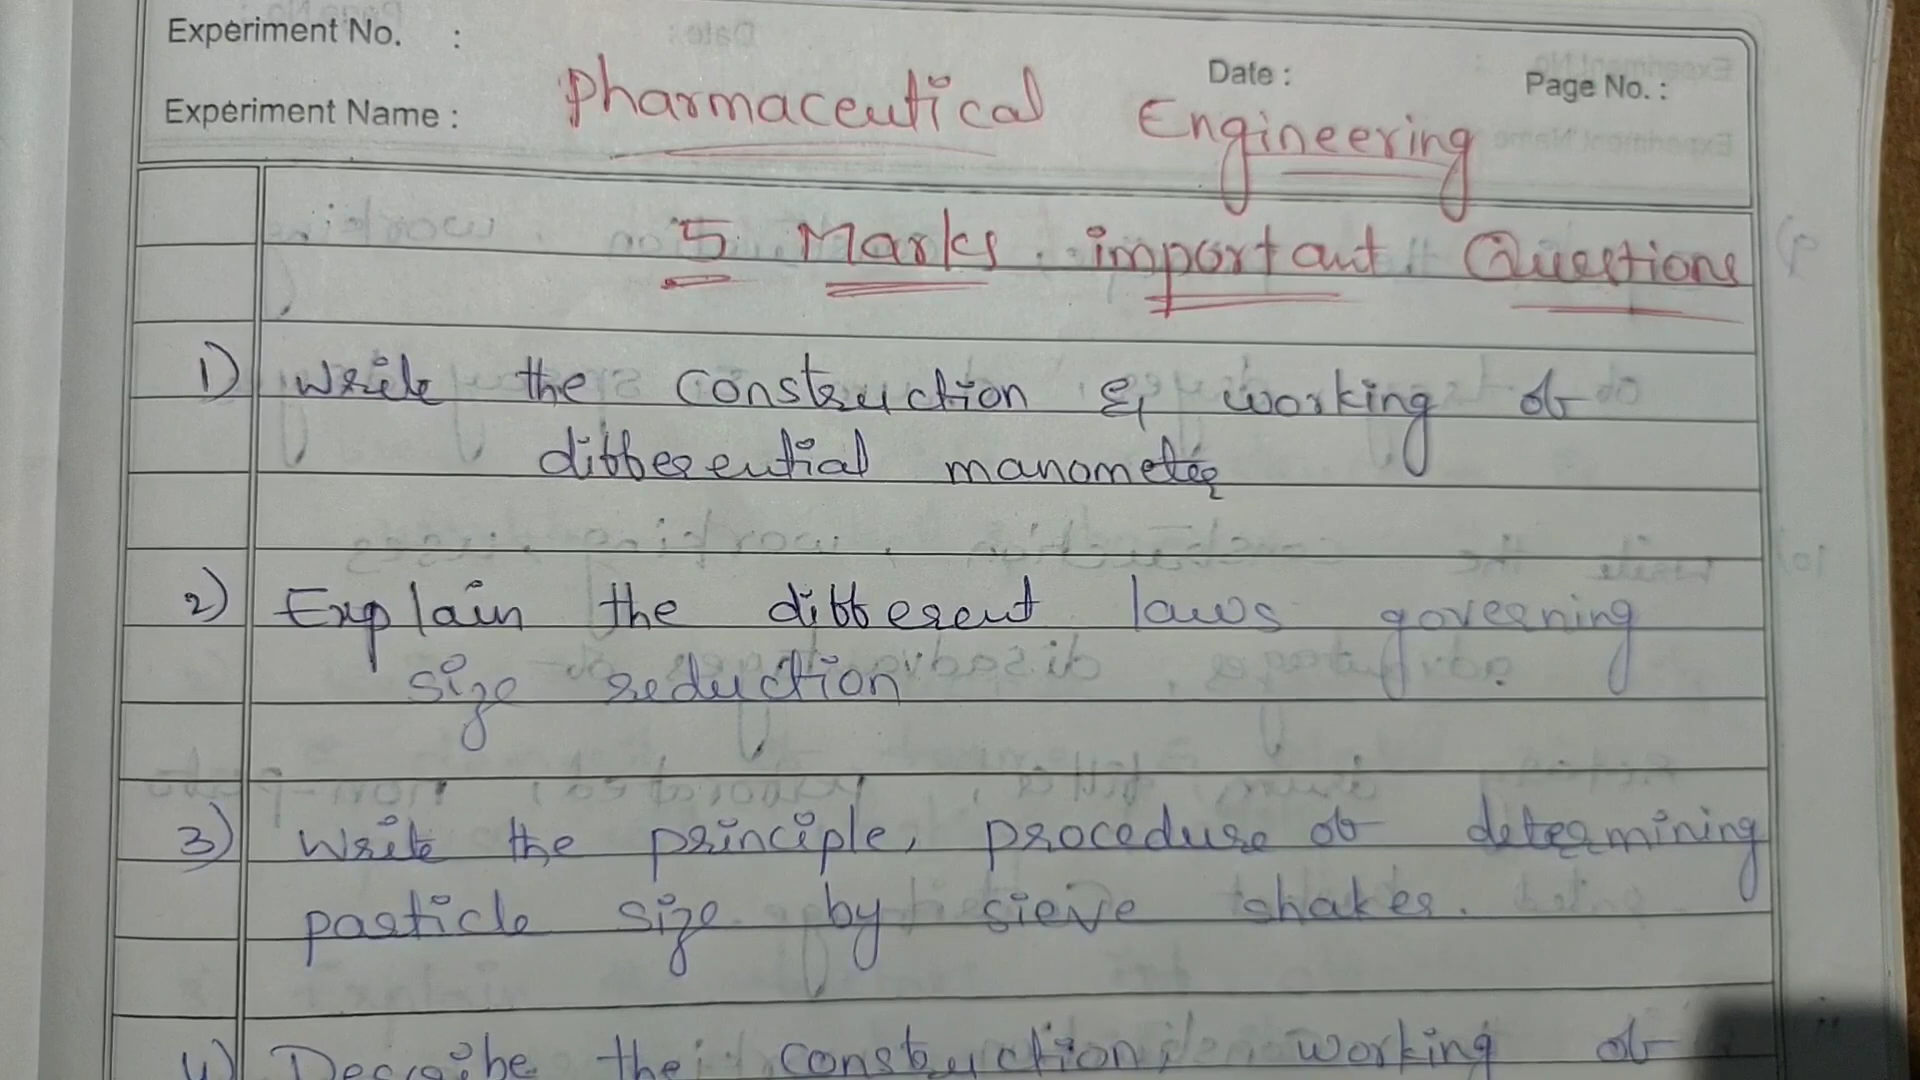 Experiment No. :
Date :
Page No. :
Experiment Name : Pharmaceutical Engineering
5 Marks important Questions
1) Write the construction & working of
differential manometer
2) Explain the different laws governing
size reduction
3) Write the principle, procedure of determining
particle size by sieve shaker.
4) Describe the construction, working of